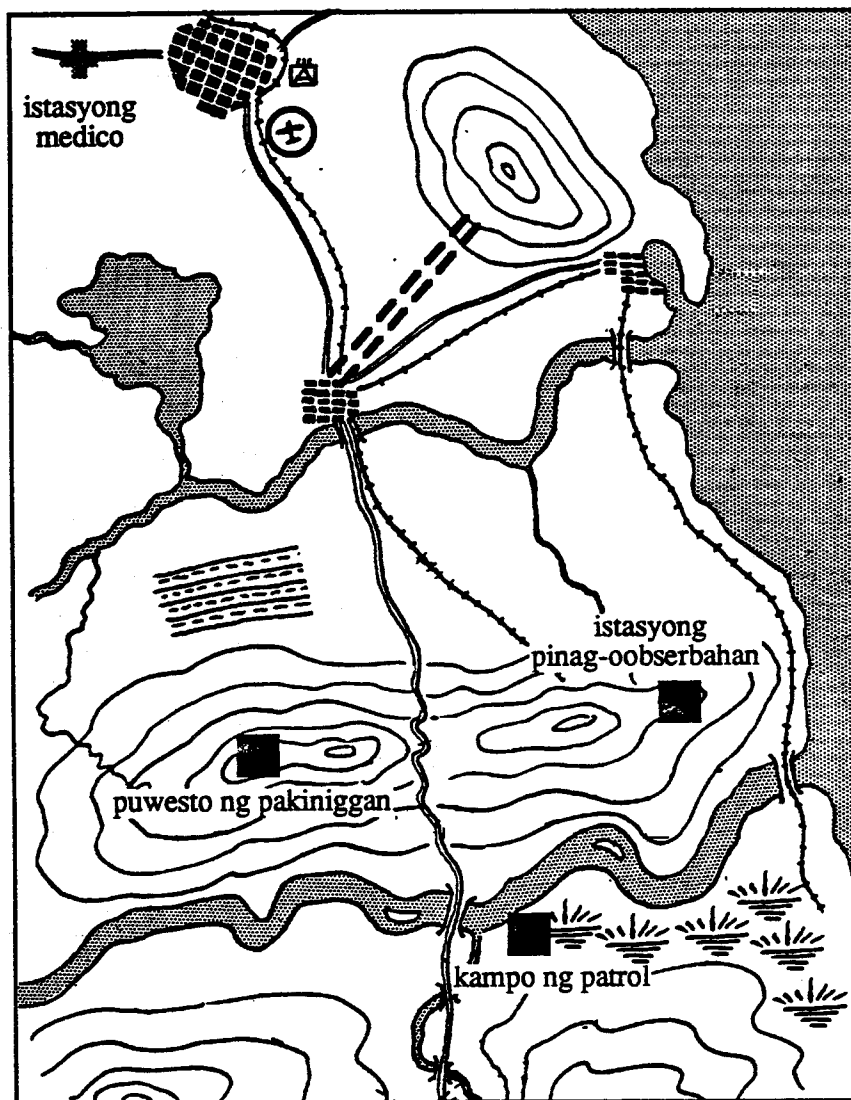 istasyong
medico
istasyong
pinag-oobserbahan
puwesto ng pakiniggan
kampo ng patrol